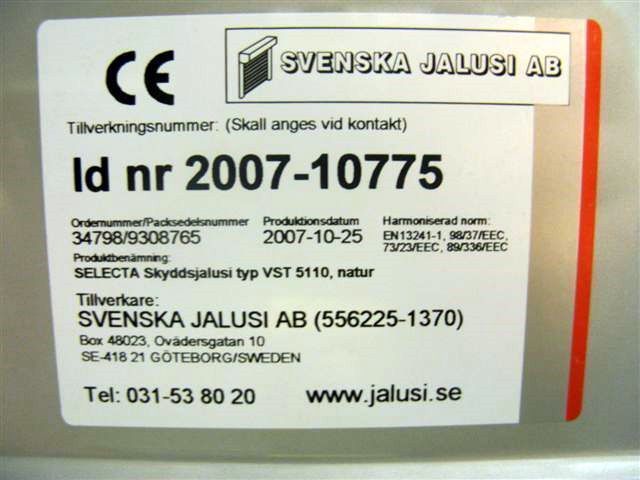 CE
SVENSKA JALUSI AB
Tillverkningsnummer: (Skall anges vid kontakt)
Id nr 2007-10775
Ordernummer/Packsedelsnummer Produktionsdatum Harmoniserad norm:
34798/9308765 2007-10-25 EN13241-1, 98/37/EEC,
73/23/EEC, 89/336/EEC
Produktbenämning:
SELECTA Skyddsjalusi typ VST 5110, natur
Tillverkare:
SVENSKA JALUSI AB (556225-1370)
Box 48023, Ovädersgatan 10
SE-418 21 GÖTEBORG/SWEDEN
Tel: 031-53 80 20 www.jalusi.se